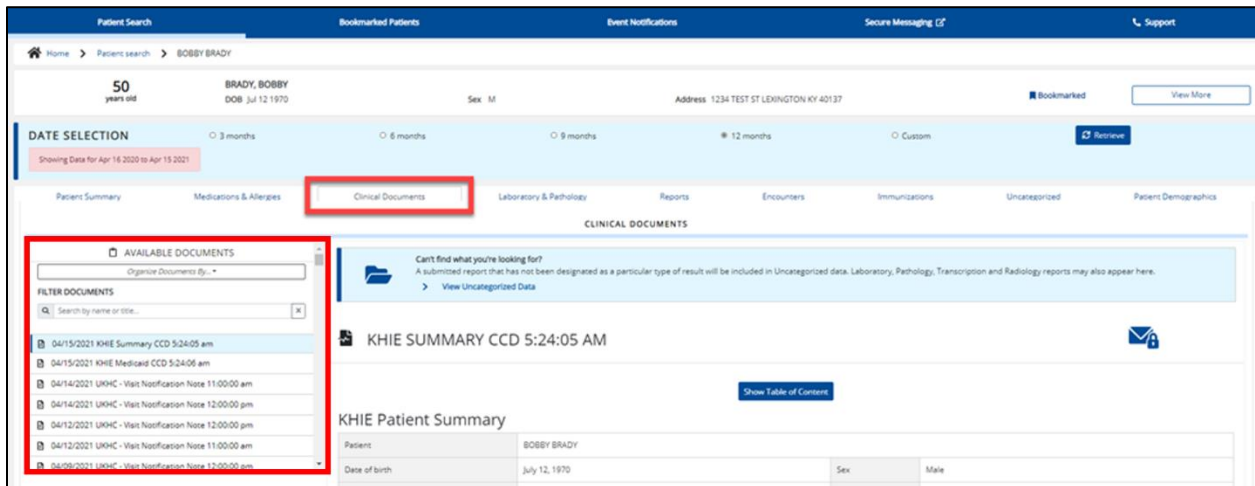 Patient Search Bookmarked Patients Event Notifications Secure Messaging Support
Home > Patient search > BOBBY BRADY
50 years old
BRADY, BOBBY
DOB Jul 12 1970
Sex M
Address 1234 TEST ST LEXINGTON KY 40137
Bookmarked
View More
DATE SELECTION 3 months 6 months 9 months 12 months Custom Retrieve
Showing Data for Apr 16 2020 to Apr 15 2021
Patient Summary Medications & Allergies Clinical Documents Laboratory & Pathology Reports Encounters Immunizations Uncategorized Patient Demographics
CLINICAL DOCUMENTS
AVAILABLE DOCUMENTS
Organize Documents By...
FILTER DOCUMENTS
Search by name or title...
04/15/2021 KHIE Summary CCD 5:24:05 am
04/15/2021 KHIE Medicaid CCD 5:24:06 am
04/14/2021 UKHC - Visit Notification Note 11:00:00 am
04/14/2021 UKHC - Visit Notification Note 12:00:00 pm
04/12/2021 UKHC - Visit Notification Note 12:00:00 pm
04/12/2021 UKHC - Visit Notification Note 11:00:00 am
04/09/2021 UKHC - Visit Notification Note 12:00:00 pm
Can't find what you're looking for?
A submitted report that has not been designated as a particular type of result will be included in Uncategorized data. Laboratory, Pathology, Transcription and Radiology reports may also appear here.
> View Uncategorized Data
KHIE SUMMARY CCD 5:24:05 AM
Show Table of Content
KHIE Patient Summary
Patient BOBBY BRADY
Date of birth July 12, 1970 Sex Male